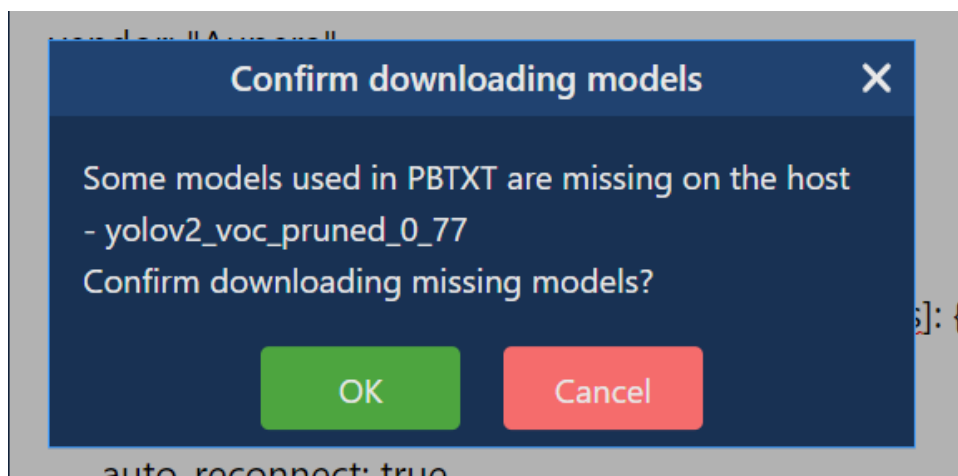 Confirm downloading models
Some models used in PBTXT are missing on the host
- yolov2_voc_pruned_0_77
Confirm downloading missing models?
s]: {
OK
Cancel
auto_reconnect: true